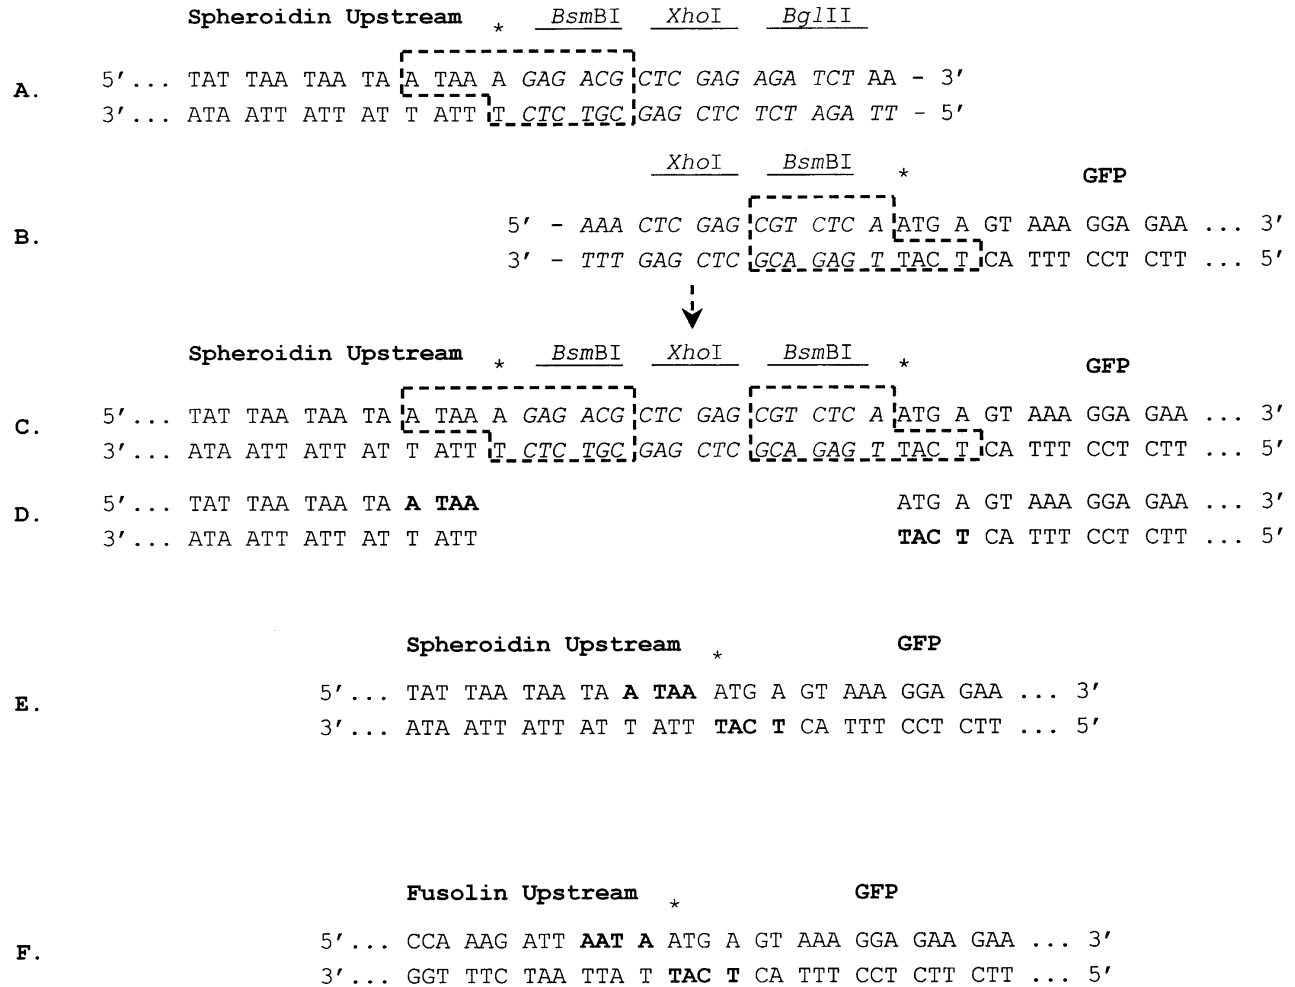 Spheroidin Upstream * BsmBI XhoI BglII
A. 5′... TAT TAA TAA TA A TAA A GAG ACG CTC GAG AGA TCT AA - 3′
3′... ATA ATT ATT AT T ATT T CTC TGC GAG CTC TCT AGA TT - 5′
XhoI BsmBI * GFP
B. 5′ - AAA CTC GAG CGT CTC A ATG A GT AAA GGA GAA ... 3′
3′ - TTT GAG CTC GCA GAG T TAC T CA TTT CCT CTT ... 5′
Spheroidin Upstream * BsmBI XhoI BsmBI * GFP
C. 5′... TAT TAA TAA TA A TAA A GAG ACG CTC GAG CGT CTC A ATG A GT AAA GGA GAA ... 3′
3′... ATA ATT ATT AT T ATT T CTC TGC GAG CTC GCA GAG T TAC T CA TTT CCT CTT ... 5′
D. 5′... TAT TAA TAA TA A TAA ATG A GT AAA GGA GAA ... 3′
3′... ATA ATT ATT AT T ATT TAC T CA TTT CCT CTT ... 5′
Spheroidin Upstream * GFP
E. 5′... TAT TAA TAA TA A TAA ATG A GT AAA GGA GAA ... 3′
3′... ATA ATT ATT AT T ATT TAC T CA TTT CCT CTT ... 5′
Fusolin Upstream * GFP
F. 5′... CCA AAG ATT AAT A ATG A GT AAA GGA GAA GAA ... 3′
3′... GGT TTC TAA TTA T TAC T CA TTT CCT CTT CTT ... 5′